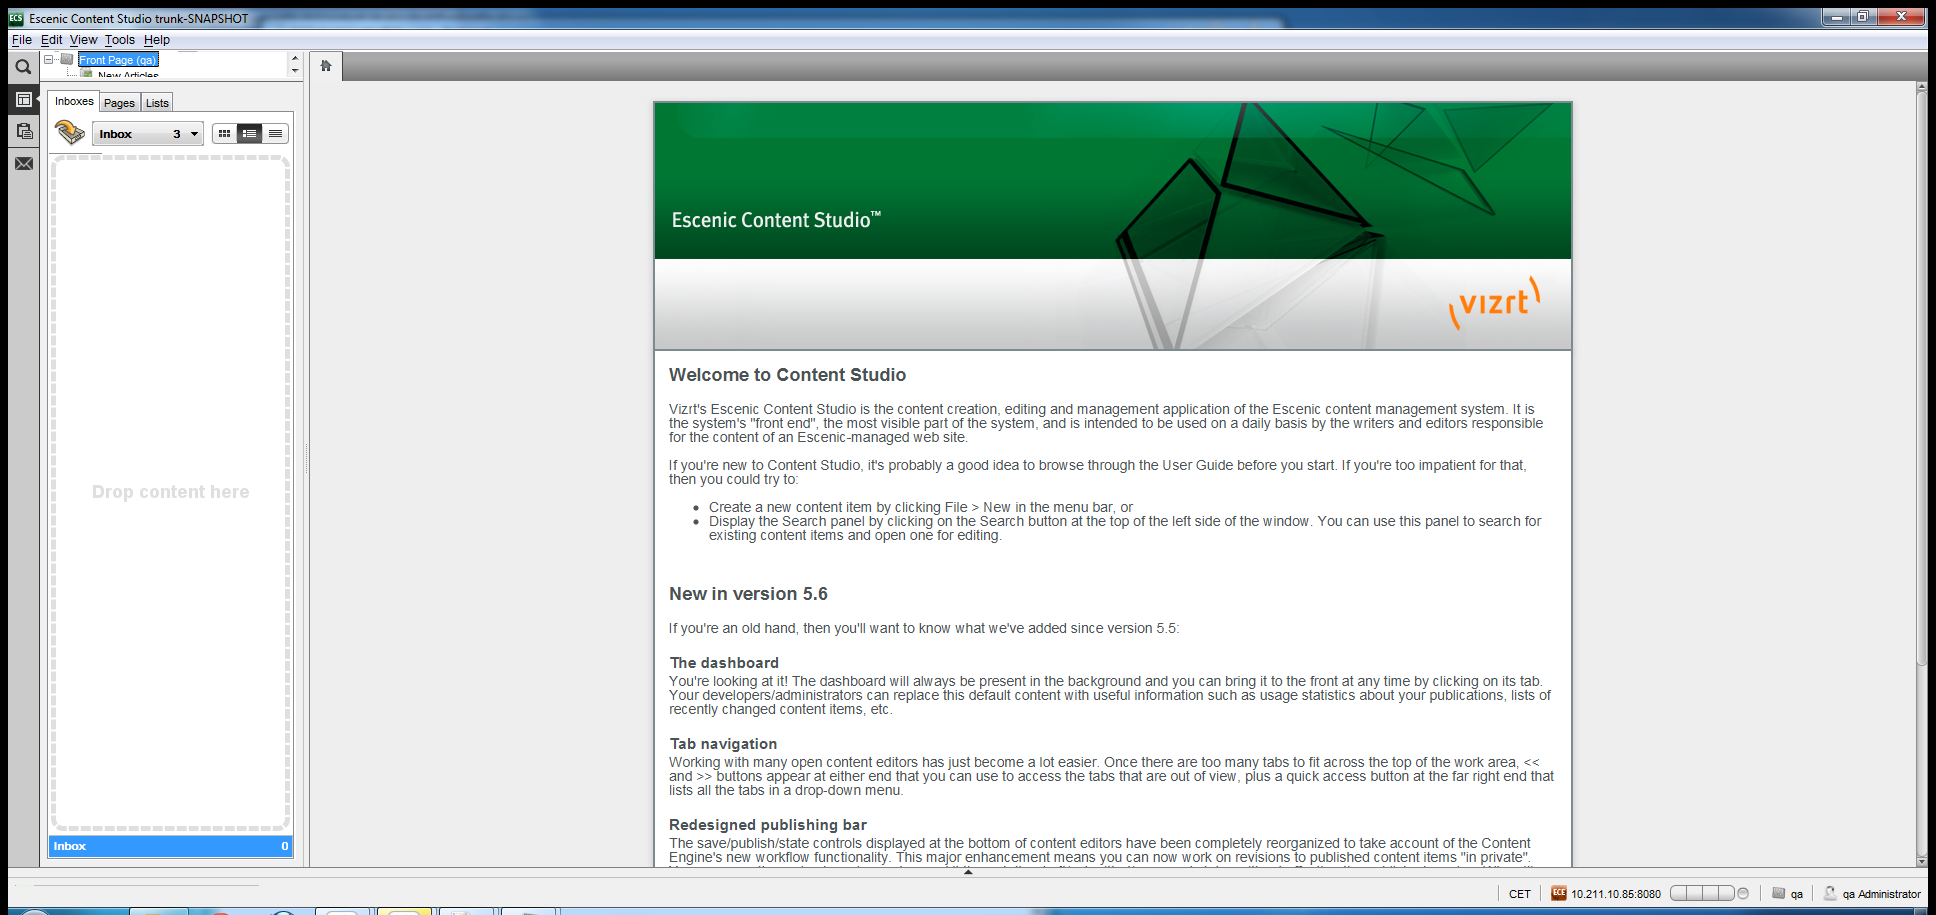 Escenic Content Studio trunk-SNAPSHOT
File Edit View Tools Help
Front Page (qa)
New Articles
Inboxes Pages Lists
Inbox 3
Drop content here
Inbox 0
Escenic Content Studio™
vizrt
Welcome to Content Studio
Vizrt's Escenic Content Studio is the content creation, editing and management application of the Escenic content management system. It is
the system's "front end", the most visible part of the system, and is intended to be used on a daily basis by the writers and editors responsible
for the content of an Escenic-managed web site.
If you're new to Content Studio, it's probably a good idea to browse through the User Guide before you start. If you're too impatient for that,
then you could try to:
• Create a new content item by clicking File > New in the menu bar, or
• Display the Search panel by clicking on the Search button at the top of the left side of the window. You can use this panel to search for
existing content items and open one for editing.
New in version 5.6
If you're an old hand, then you'll want to know what we've added since version 5.5:
The dashboard
You're looking at it! The dashboard will always be present in the background and you can bring it to the front at any time by clicking on its tab.
Your developers/administrators can replace this default content with useful information such as usage statistics about your publications, lists of
recently changed content items, etc.
Tab navigation
Working with many open content editors has just become a lot easier. Once there are too many tabs to fit across the top of the work area, <<
and >> buttons appear at either end that you can use to access the tabs that are out of view, plus a quick access button at the far right end that
lists all the tabs in a drop-down menu.
Redesigned publishing bar
The save/publish/state controls displayed at the bottom of content editors have been completely reorganized to take account of the Content
Engine's new workflow functionality. This major enhancement means you can now work on revisions to published content items "in private".
CET ECE 10.211.10.85:8080 qa qa Administrator